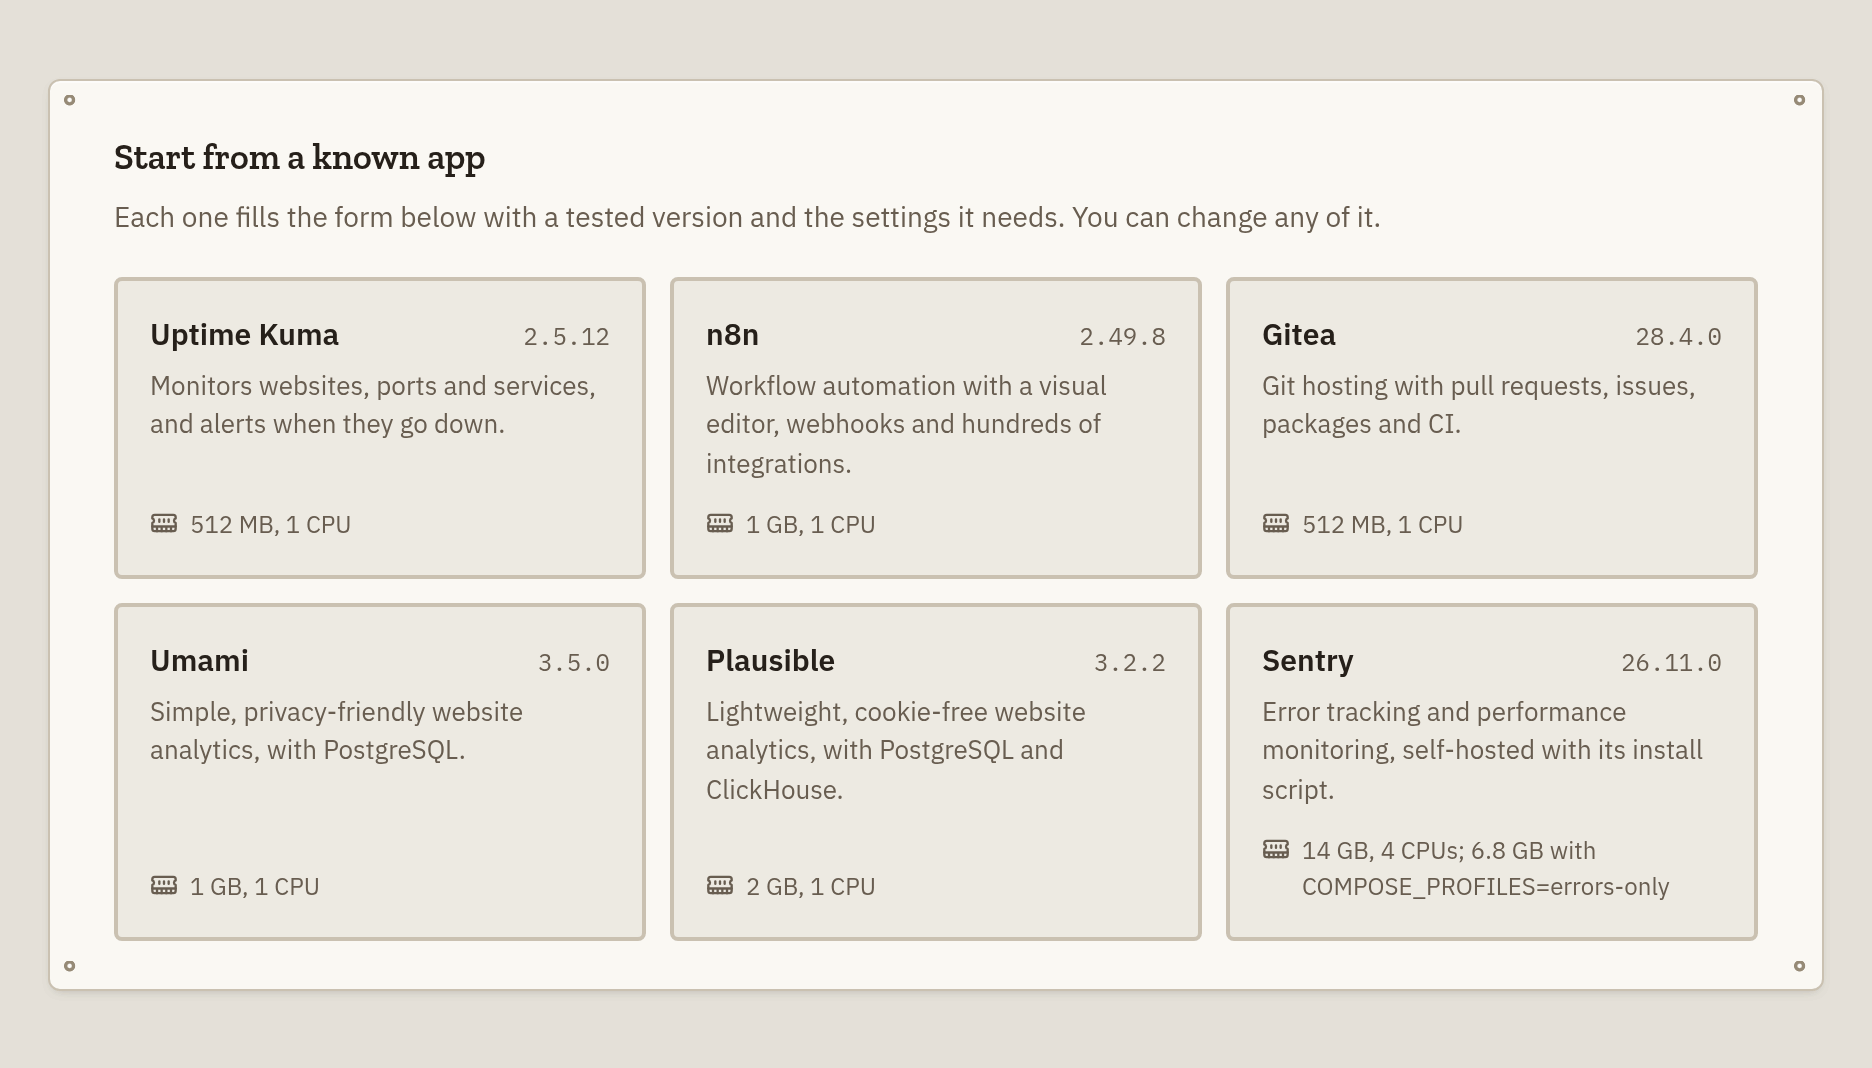 Start from a known app
Each one fills the form below with a tested version and the settings it needs. You can change any of it.
Uptime Kuma 2.5.12
Monitors websites, ports and services,
and alerts when they go down.
512 MB, 1 CPU
n8n 2.49.8
Workflow automation with a visual
editor, webhooks and hundreds of
integrations.
1 GB, 1 CPU
Gitea 28.4.0
Git hosting with pull requests, issues,
packages and CI.
512 MB, 1 CPU
Umami 3.5.0
Simple, privacy-friendly website
analytics, with PostgreSQL.
1 GB, 1 CPU
Plausible 3.2.2
Lightweight, cookie-free website
analytics, with PostgreSQL and
ClickHouse.
2 GB, 1 CPU
Sentry 26.11.0
Error tracking and performance
monitoring, self-hosted with its install
script.
14 GB, 4 CPUs; 6.8 GB with
COMPOSE_PROFILES=errors-only